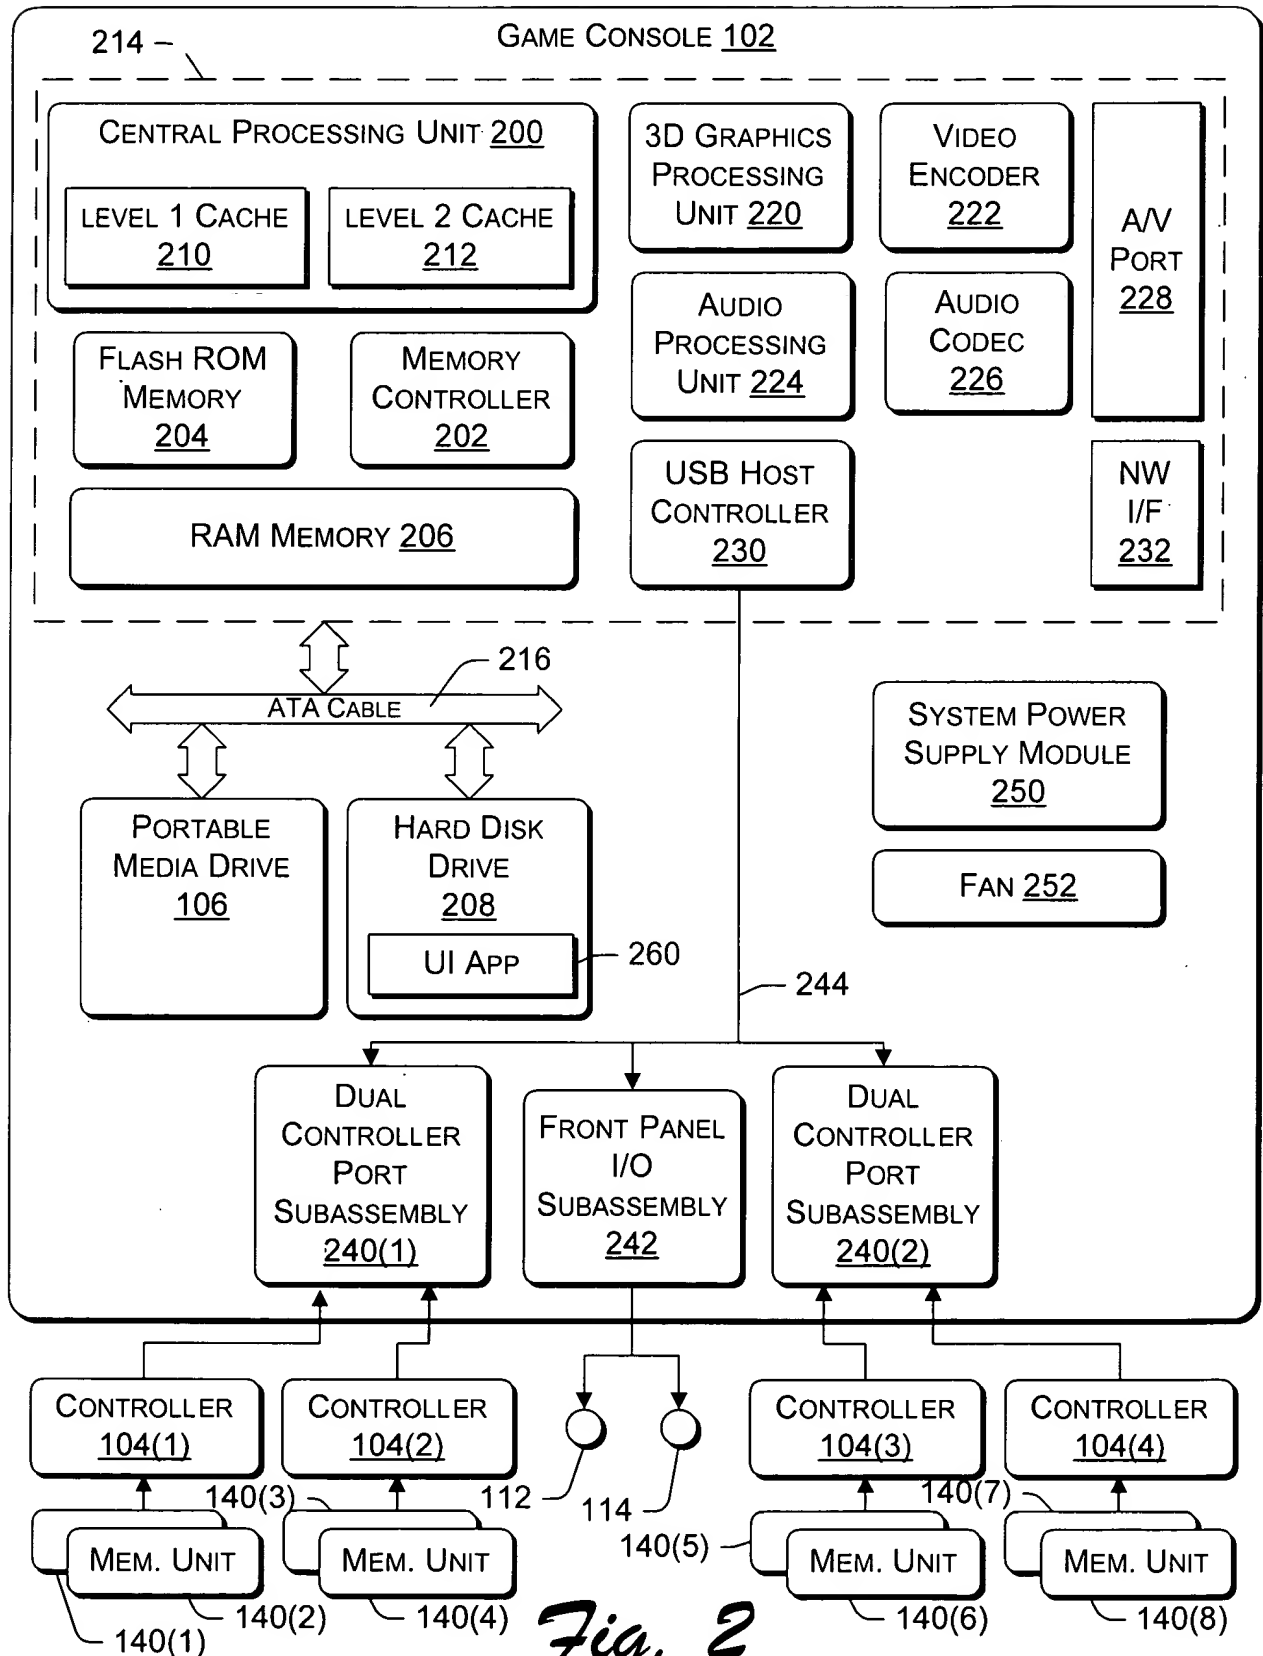 GAME CONSOLE 102
214
CENTRAL PROCESSING UNIT 200
LEVEL 1 CACHE
210
LEVEL 2 CACHE
212
3D GRAPHICS
PROCESSING
UNIT 220
VIDEO
ENCODER
222
A/V
PORT
228
FLASH ROM
MEMORY
204
MEMORY
CONTROLLER
202
AUDIO
PROCESSING
UNIT 224
AUDIO
CODEC
226
RAM MEMORY 206
USB HOST
CONTROLLER
230
NW
I/F
232
216
ATA CABLE
SYSTEM POWER
SUPPLY MODULE
250
PORTABLE
MEDIA DRIVE
106
HARD DISK
DRIVE
208
UI APP
260
FAN 252
244
DUAL
CONTROLLER
PORT
SUBASSEMBLY
240(1)
FRONT PANEL
I/O
SUBASSEMBLY
242
DUAL
CONTROLLER
PORT
SUBASSEMBLY
240(2)
CONTROLLER
104(1)
CONTROLLER
104(2)
CONTROLLER
104(3)
CONTROLLER
104(4)
112
114
140(3)
140(5)
140(7)
MEM. UNIT
MEM. UNIT
MEM. UNIT
MEM. UNIT
140(1)
140(2)
140(4)
140(6)
140(8)
Fig. 2